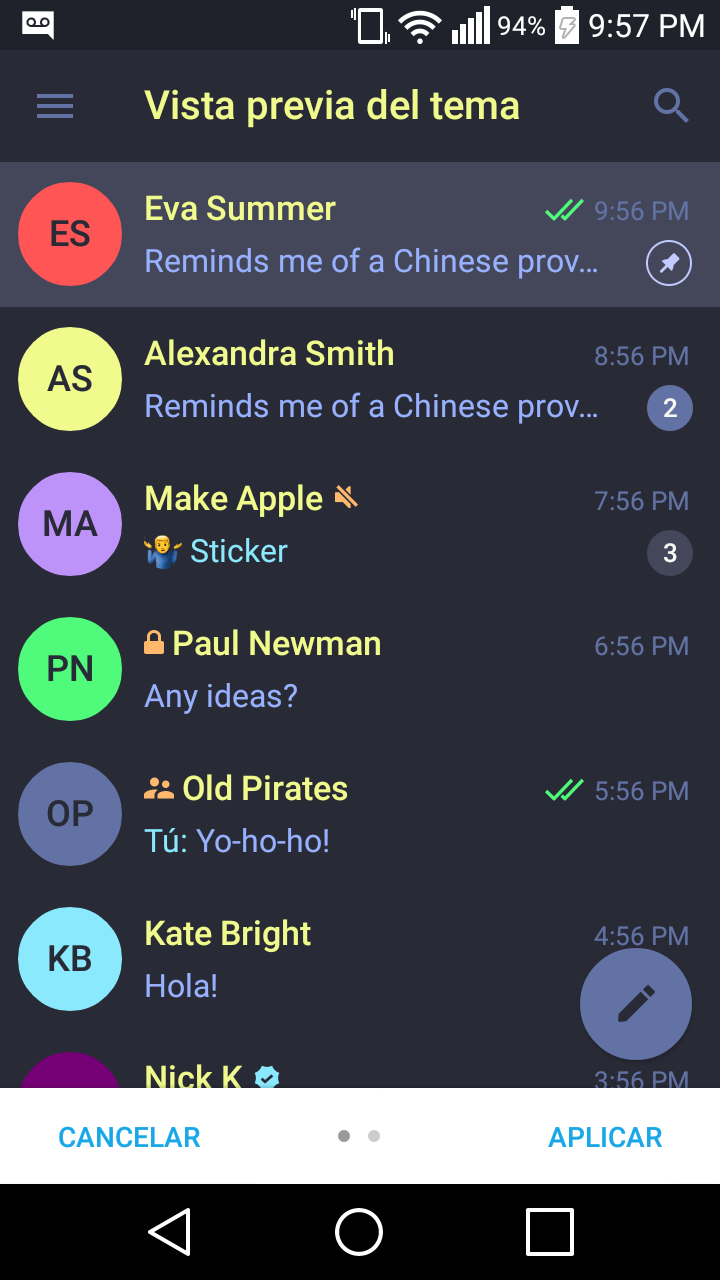 94% 9:57 PM
Vista previa del tema
ES Eva Summer 9:56 PM
Reminds me of a Chinese prov...
AS Alexandra Smith 8:56 PM
Reminds me of a Chinese prov... 2
MA Make Apple 7:56 PM
Sticker 3
PN Paul Newman 6:56 PM
Any ideas?
OP Old Pirates 5:56 PM
Tú: Yo-ho-ho!
KB Kate Bright 4:56 PM
Hola!
Nick K 3:56 PM
CANCELAR APLICAR